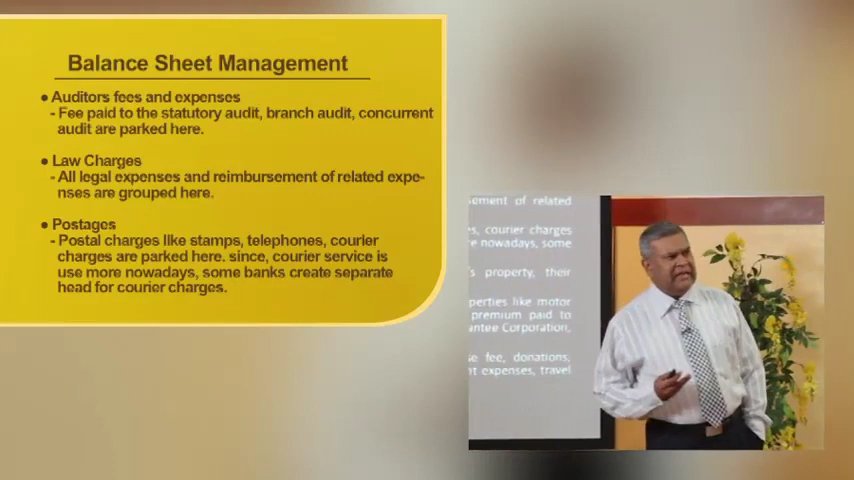 Balance Sheet Management
● Auditors fees and expenses
- Fee paid to the statutory audit, branch audit, concurrent
audit are parked here.
● Law Charges
- All legal expenses and reimbursement of related expe-
nses are grouped here.
● Postages
- Postal charges like stamps, telephones, courier
charges are parked here. since, courier service is
use more nowadays, some banks create separate
head for courier charges.
ement of related
s, courier charges
re nowadays, some
's property, their
perties like motor
premium paid to
antee Corporation,
e fee, donations,
nt expenses, travel